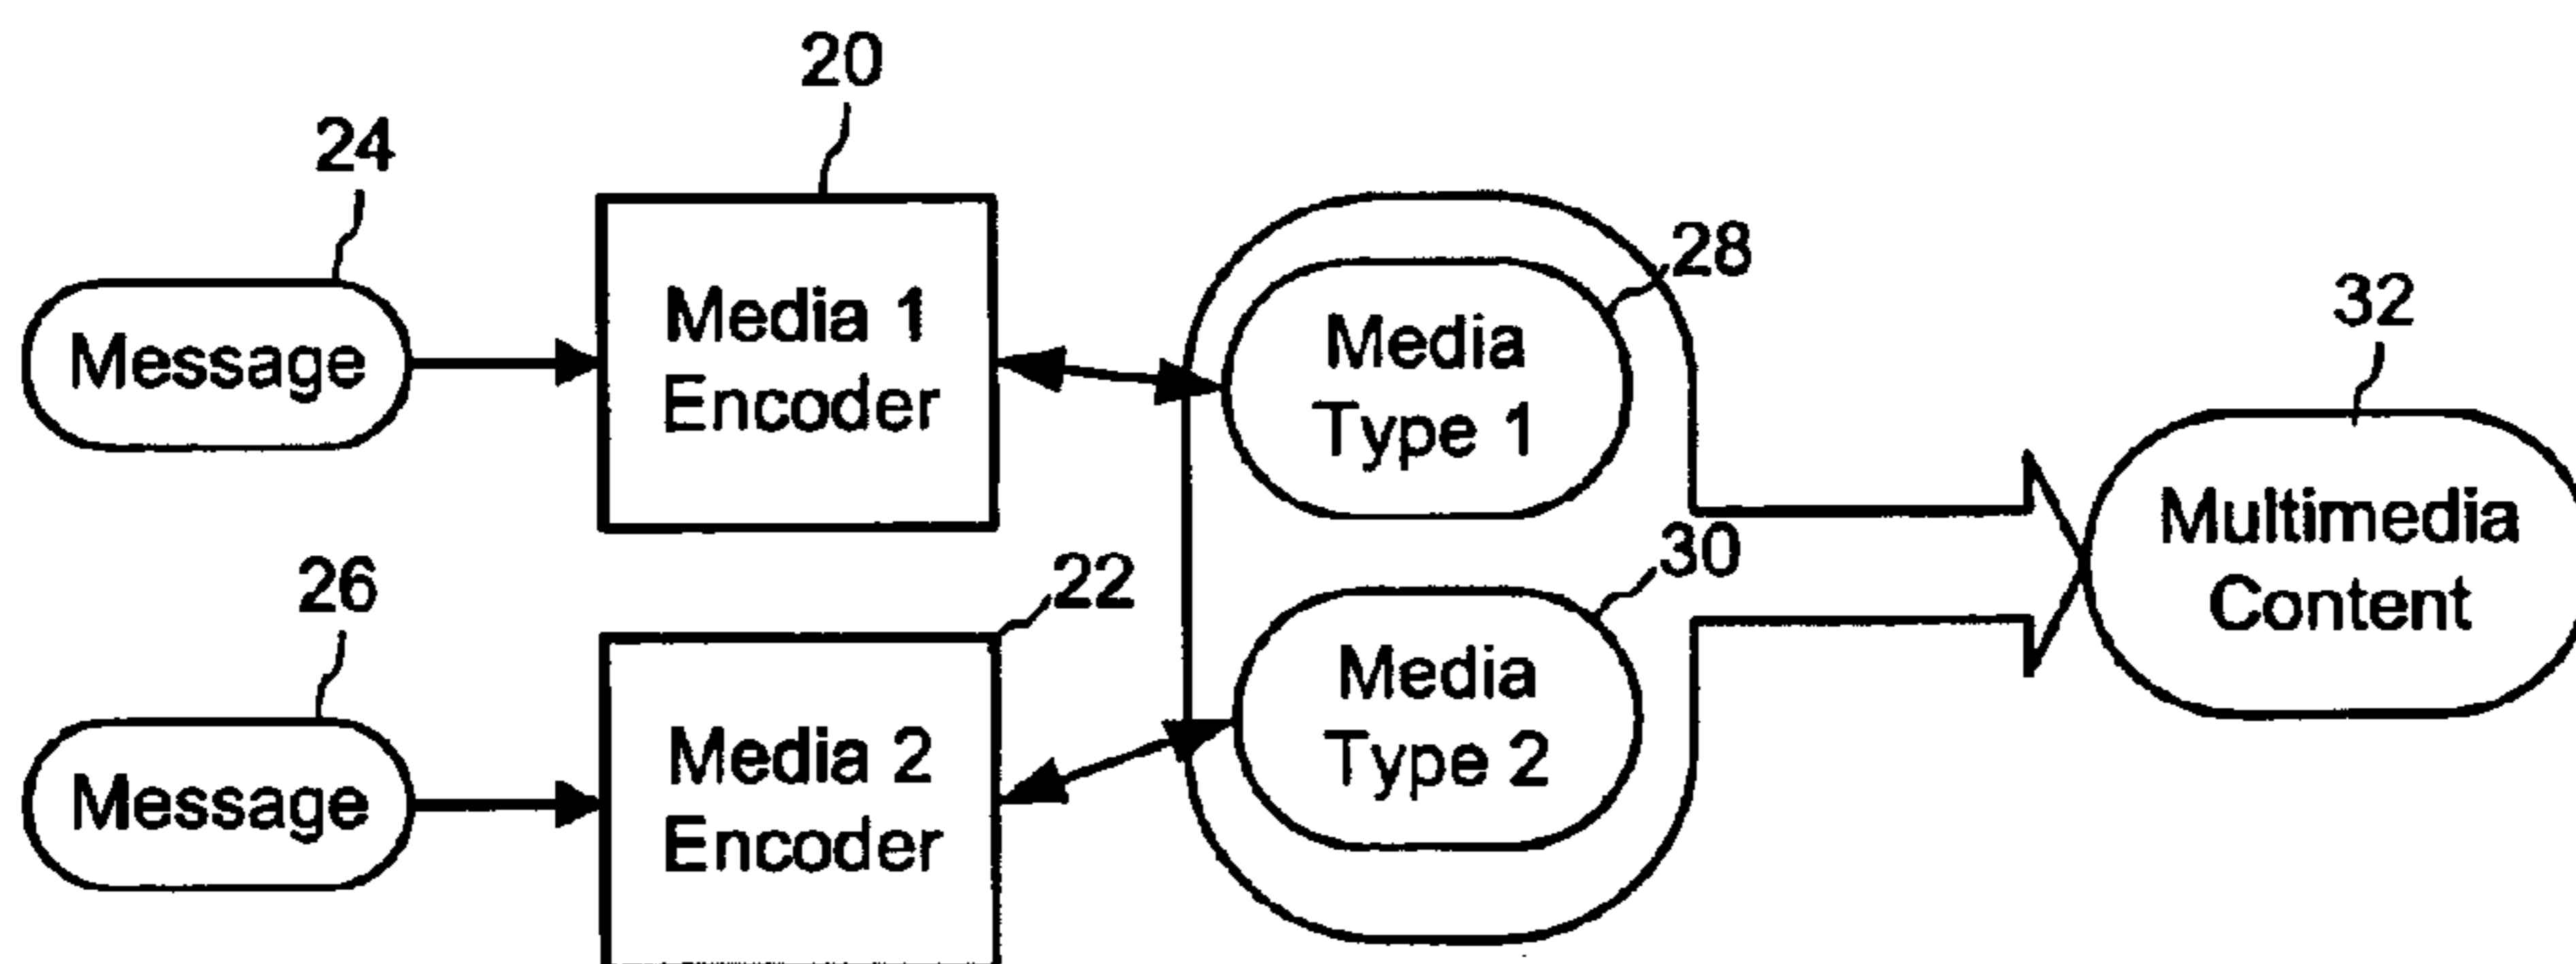 20
24
Message
Media 1
Encoder
28
Media
Type 1
32
Multimedia
Content
26
Message
22
Media 2
Encoder
30
Media
Type 2